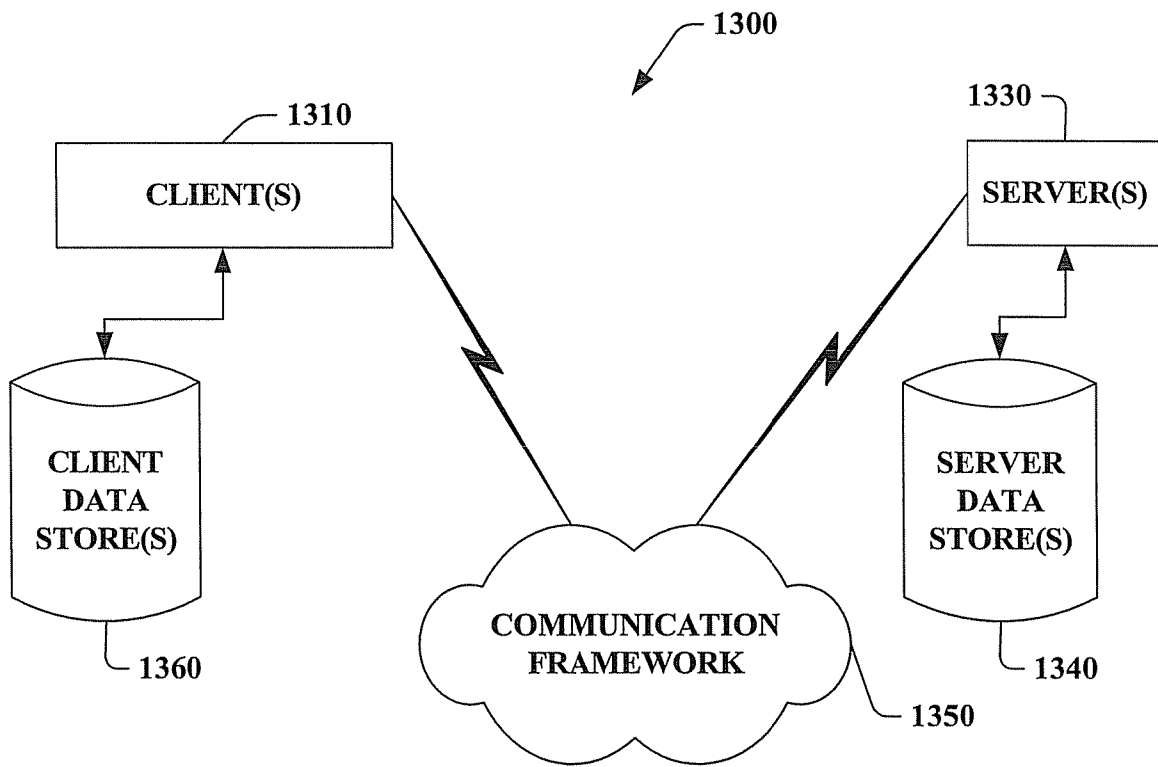 1300
1310
1330
CLIENT(S)
SERVER(S)
CLIENT
DATA
STORE(S)
SERVER
DATA
STORE(S)
COMMUNICATION
FRAMEWORK
1360
1340
1350